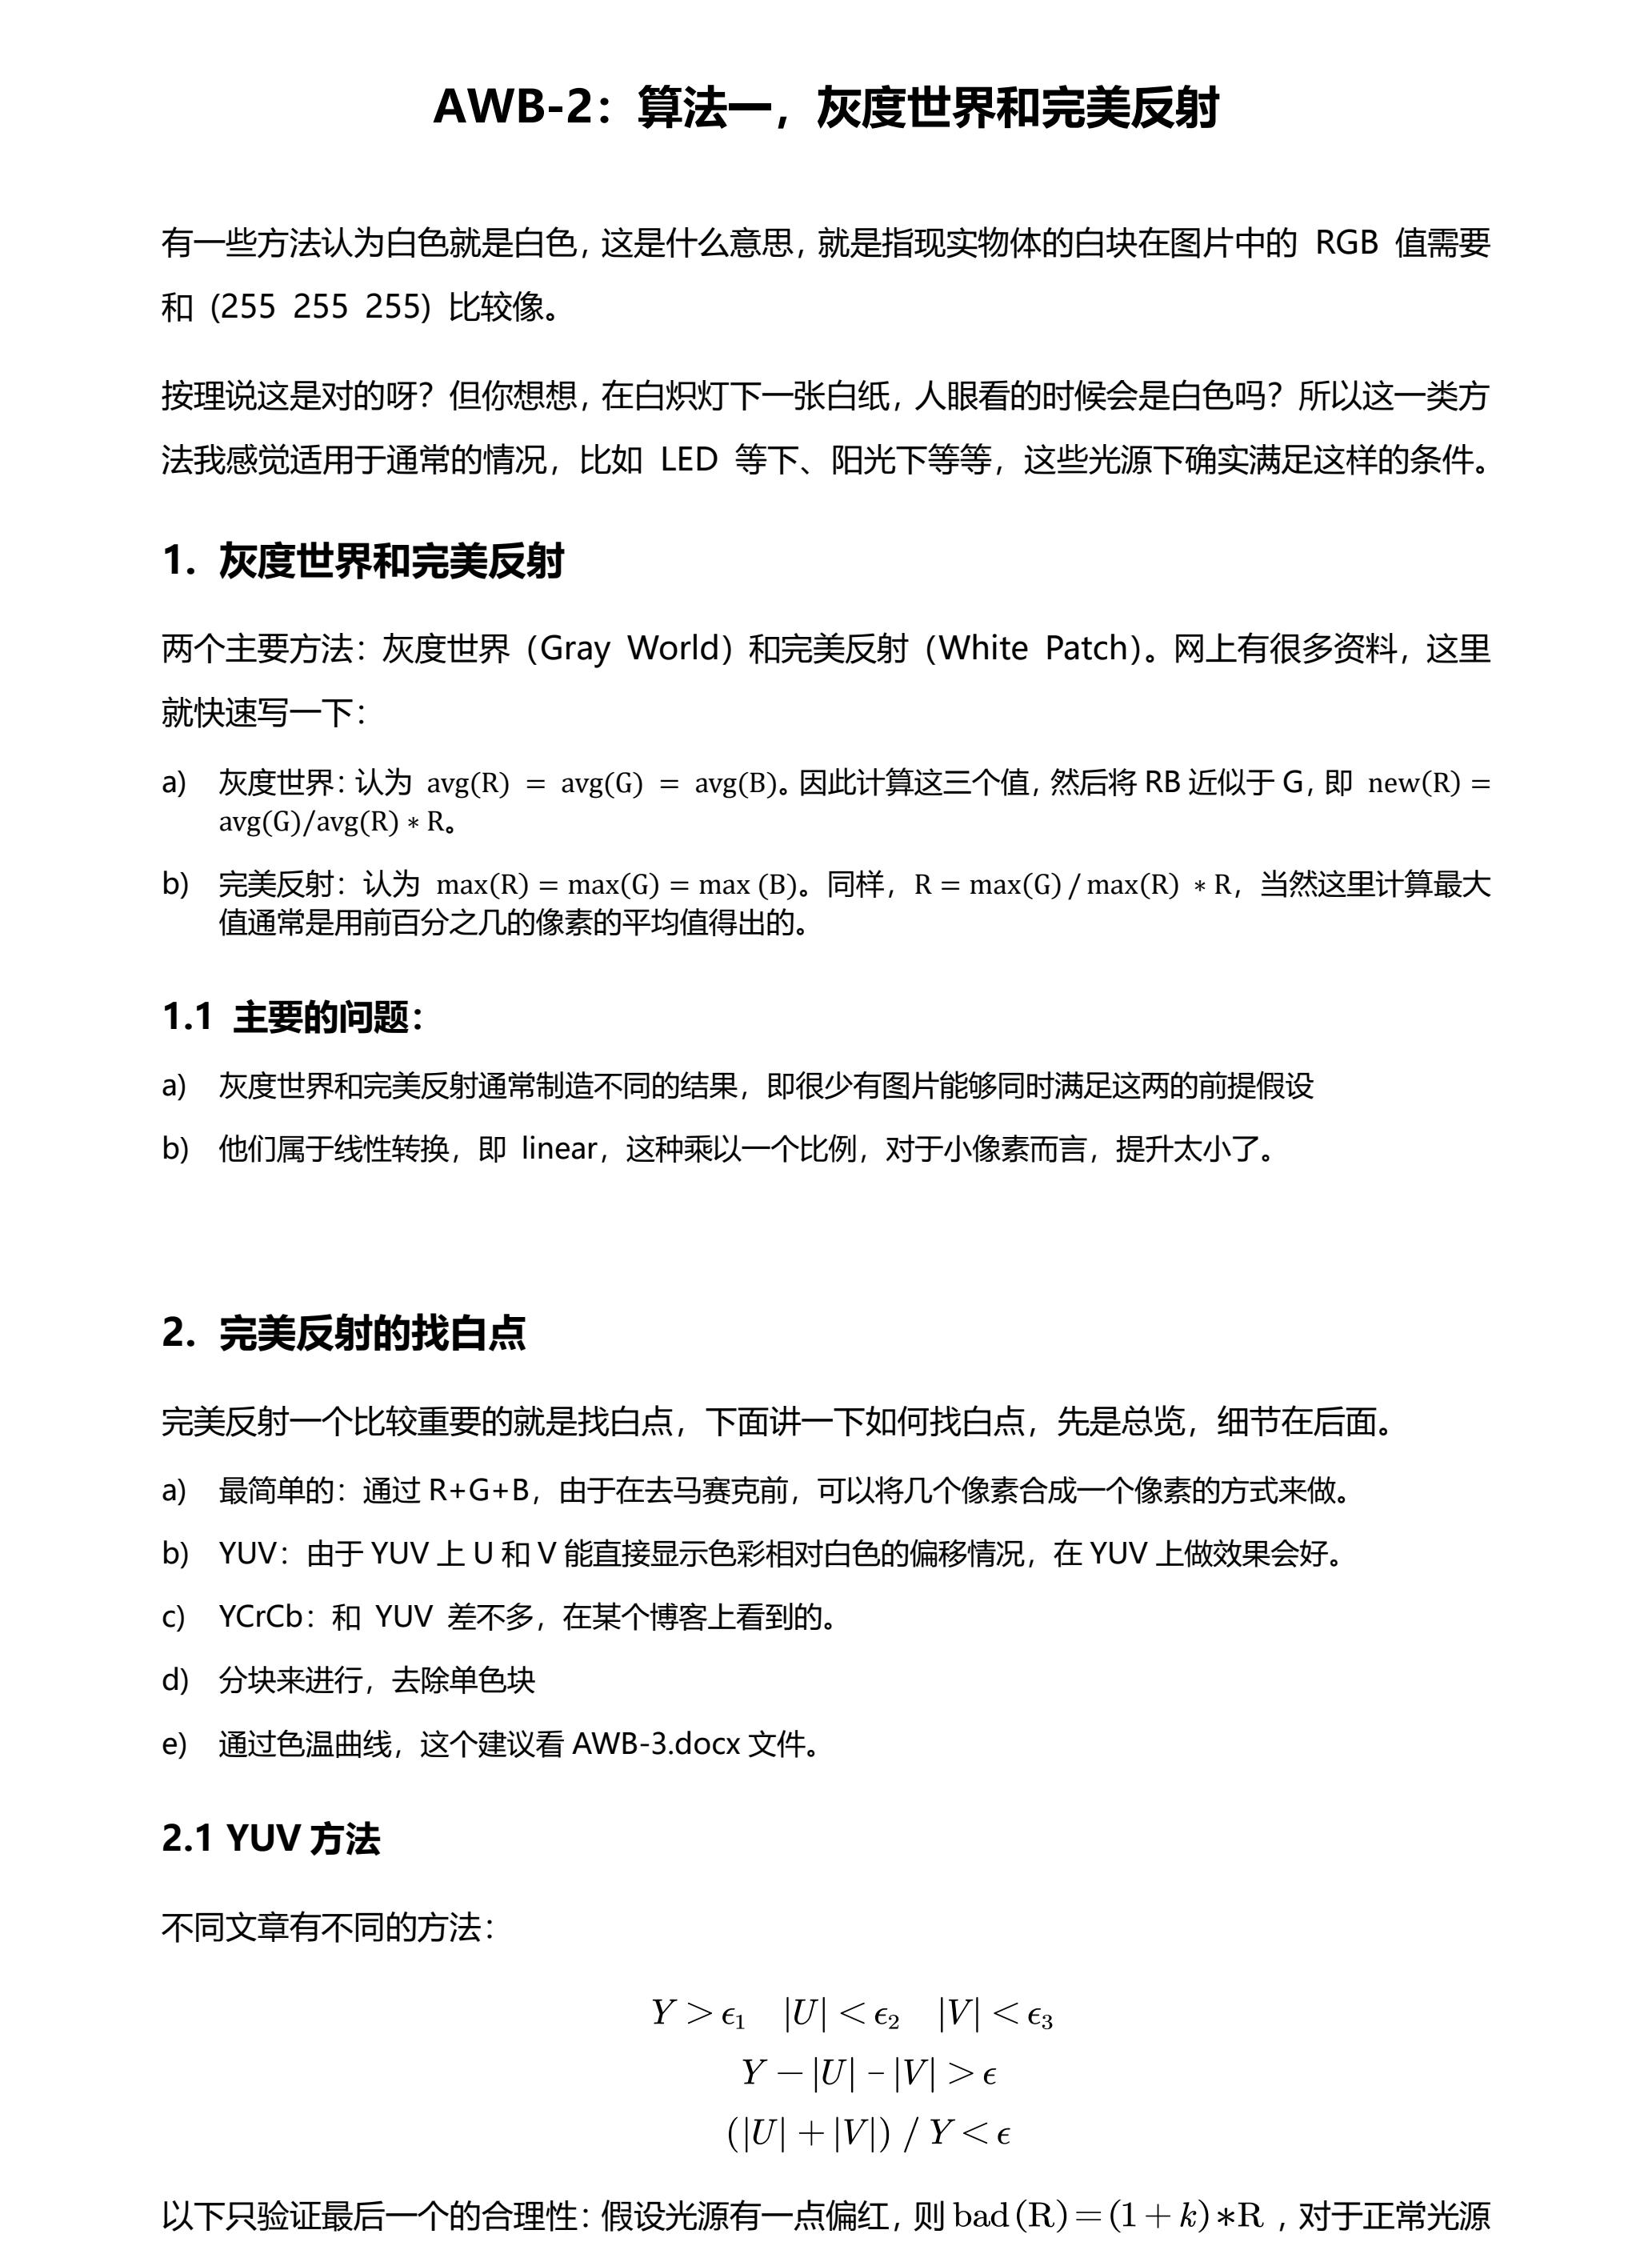 AWB-2：算法一，灰度世界和完美反射
有一些方法认为白色就是白色，这是什么意思，就是指现实物体的白块在图片中的 RGB 值需要
和 (255 255 255) 比较像。
按理说这是对的呀？但你想想，在白炽灯下一张白纸，人眼看的时候会是白色吗？所以这一类方
法我感觉适用于通常的情况，比如 LED 等下、阳光下等等，这些光源下确实满足这样的条件。
1. 灰度世界和完美反射
两个主要方法：灰度世界（Gray World）和完美反射（White Patch）。网上有很多资料，这里
就快速写一下：
a) 灰度世界：认为 avg(R) = avg(G) = avg(B)。因此计算这三个值，然后将 RB 近似于 G，即 new(R) =
avg(G)/avg(R) ∗ R。
b) 完美反射：认为 max(R) = max(G) = max (B)。同样，R = max(G) / max(R) ∗ R，当然这里计算最大
值通常是用前百分之几的像素的平均值得出的。
1.1 主要的问题：
a) 灰度世界和完美反射通常制造不同的结果，即很少有图片能够同时满足这两的前提假设
b) 他们属于线性转换，即 linear，这种乘以一个比例，对于小像素而言，提升太小了。
2. 完美反射的找白点
完美反射一个比较重要的就是找白点，下面讲一下如何找白点，先是总览，细节在后面。
a) 最简单的：通过 R+G+B，由于在去马赛克前，可以将几个像素合成一个像素的方式来做。
b) YUV：由于 YUV 上 U 和 V 能直接显示色彩相对白色的偏移情况，在 YUV 上做效果会好。
c) YCrCb：和 YUV 差不多，在某个博客上看到的。
d) 分块来进行，去除单色块
e) 通过色温曲线，这个建议看 AWB-3.docx 文件。
2.1 YUV 方法
不同文章有不同的方法：
Y > ϵ₁ |U| < ϵ₂ |V| < ϵ₃
Y − |U| – |V| > ϵ
(|U| + |V|) / Y < ϵ
以下只验证最后一个的合理性：假设光源有一点偏红，则 bad(R)=(1+k)∗R ，对于正常光源